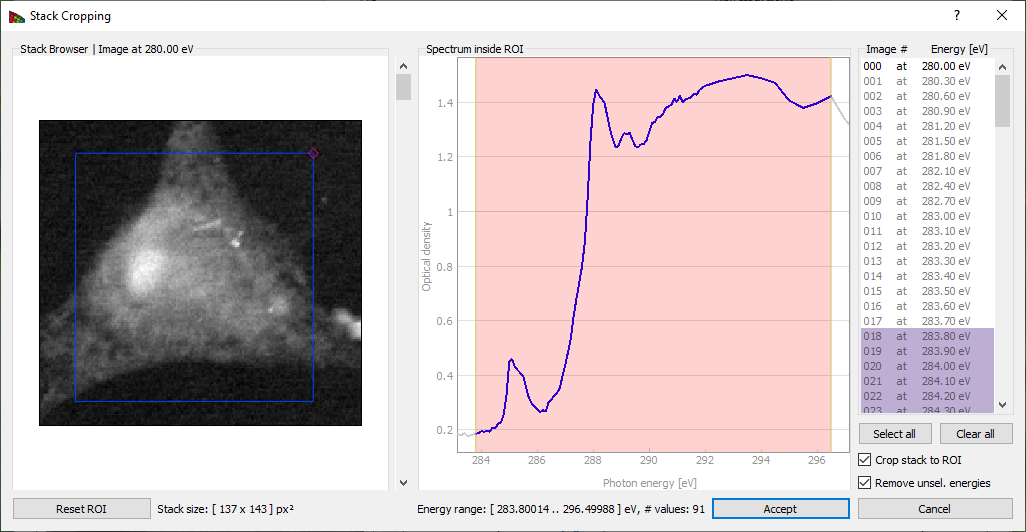 Stack Cropping
?
Stack Browser | Image at 280.00 eV
Spectrum inside ROI
1.4
1.2
1
0.8
0.6
0.4
0.2
Optical density
284 286 288 290 292 294 296
Photon energy [eV]
Image # Energy [eV]
000 at 280.00 eV
001 at 280.30 eV
002 at 280.60 eV
003 at 280.90 eV
004 at 281.20 eV
005 at 281.50 eV
006 at 281.80 eV
007 at 282.10 eV
008 at 282.40 eV
009 at 282.70 eV
010 at 283.00 eV
011 at 283.10 eV
012 at 283.20 eV
013 at 283.30 eV
014 at 283.40 eV
015 at 283.50 eV
016 at 283.60 eV
017 at 283.70 eV
018 at 283.80 eV
019 at 283.90 eV
020 at 284.00 eV
021 at 284.10 eV
022 at 284.20 eV
023 at 284.30 eV
Select all Clear all
Crop stack to ROI
Remove unsel. energies
Reset ROI Stack size: [ 137 x 143 ] px² Energy range: [ 283.80014 .. 296.49988 ] eV, # values: 91 Accept Cancel